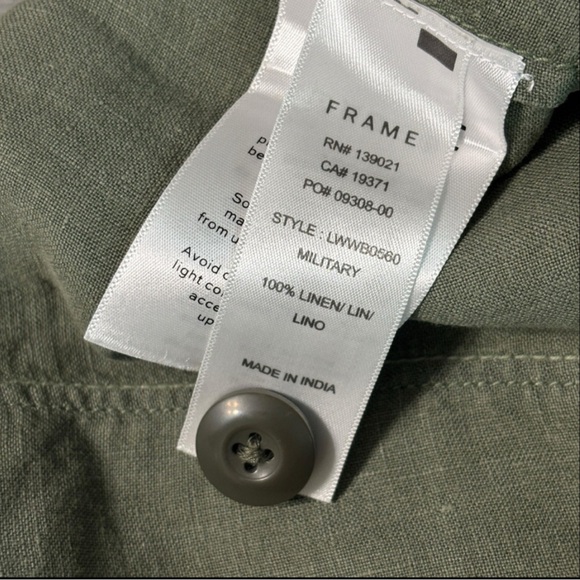 FRAME
RN# 139021
CA# 19371
PO# 09308-00
STYLE : LWWB0560
MILITARY
100% LINEN/ LIN/
LINO
MADE IN INDIA
from
Avoid
light